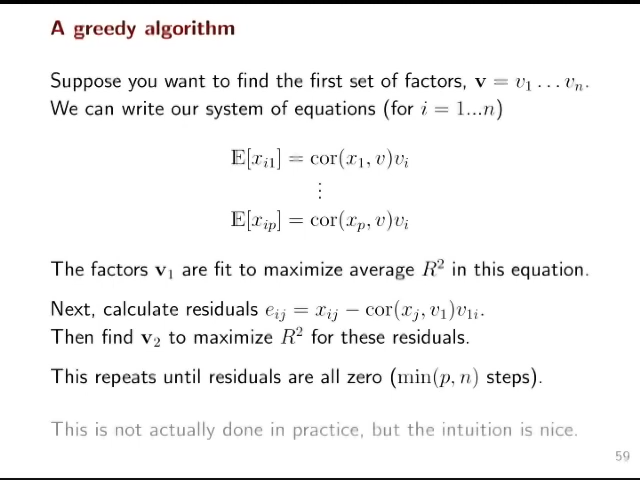 A greedy algorithm
Suppose you want to find the first set of factors, v = v₁ … vₙ.
We can write our system of equations (for i = 1...n)
𝔼[xᵢ₁] = cor(x₁, v)vᵢ
⋮
𝔼[xᵢₚ] = cor(xₚ, v)vᵢ
The factors v₁ are fit to maximize average R² in this equation.
Next, calculate residuals eᵢⱼ = xᵢⱼ − cor(xⱼ, v₁)v₁ᵢ.
Then find v₂ to maximize R² for these residuals.
This repeats until residuals are all zero (min(p, n) steps).
This is not actually done in practice, but the intuition is nice.
59